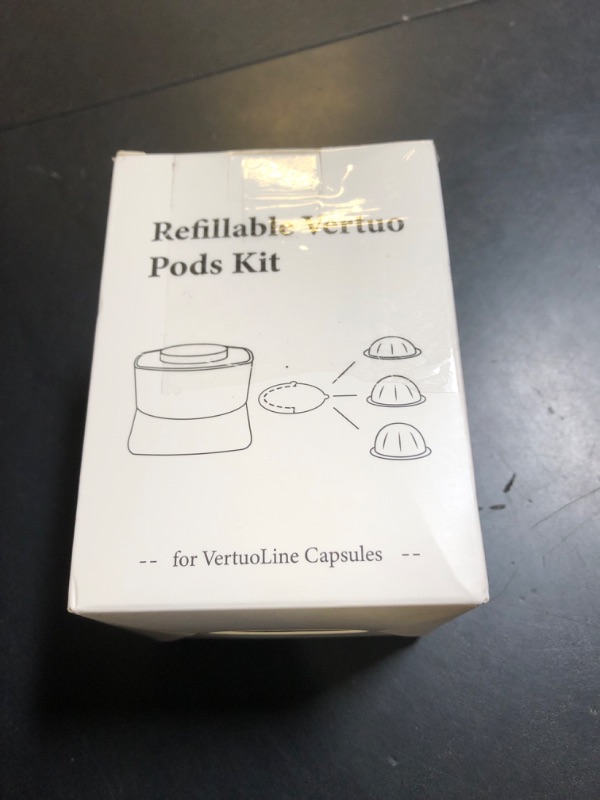 Refillable Vertuo
Pods Kit
-- for VertuoLine Capsules --